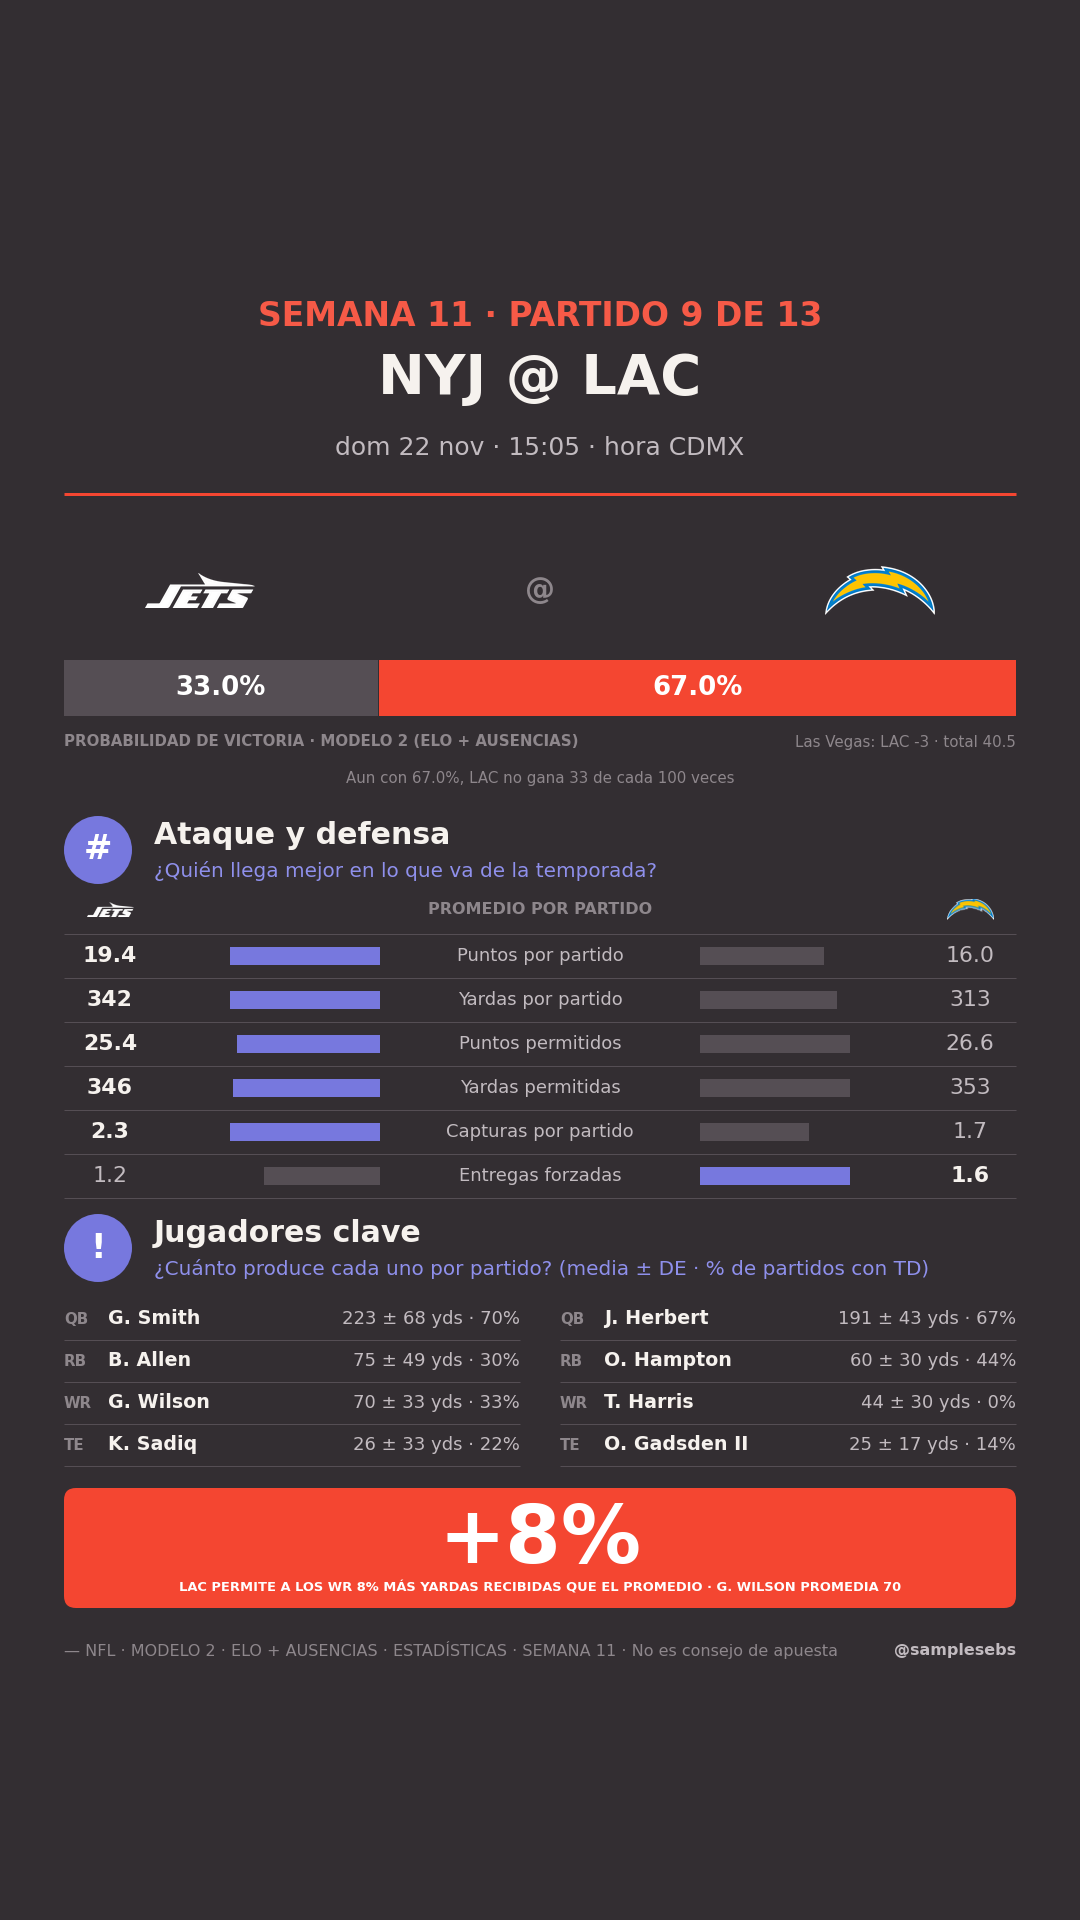 SEMANA 11 · PARTIDO 9 DE 13
NYJ @ LAC
dom 22 nov · 15:05 · hora CDMX
JETS @
33.0% 67.0%
PROBABILIDAD DE VICTORIA · MODELO 2 (ELO + AUSENCIAS) Las Vegas: LAC -3 · total 40.5
Aun con 67.0%, LAC no gana 33 de cada 100 veces
# Ataque y defensa
¿Quién llega mejor en lo que va de la temporada?
JETS PROMEDIO POR PARTIDO
19.4 Puntos por partido 16.0
342 Yardas por partido 313
25.4 Puntos permitidos 26.6
346 Yardas permitidas 353
2.3 Capturas por partido 1.7
1.2 Entregas forzadas 1.6
! Jugadores clave
¿Cuánto produce cada uno por partido? (media ± DE · % de partidos con TD)
QB G. Smith 223 ± 68 yds · 70%
RB B. Allen 75 ± 49 yds · 30%
WR G. Wilson 70 ± 33 yds · 33%
TE K. Sadiq 26 ± 33 yds · 22%
QB J. Herbert 191 ± 43 yds · 67%
RB O. Hampton 60 ± 30 yds · 44%
WR T. Harris 44 ± 30 yds · 0%
TE O. Gadsden II 25 ± 17 yds · 14%
+8%
LAC PERMITE A LOS WR 8% MÁS YARDAS RECIBIDAS QUE EL PROMEDIO · G. WILSON PROMEDIA 70
— NFL · MODELO 2 · ELO + AUSENCIAS · ESTADÍSTICAS · SEMANA 11 · No es consejo de apuesta @samplesebs